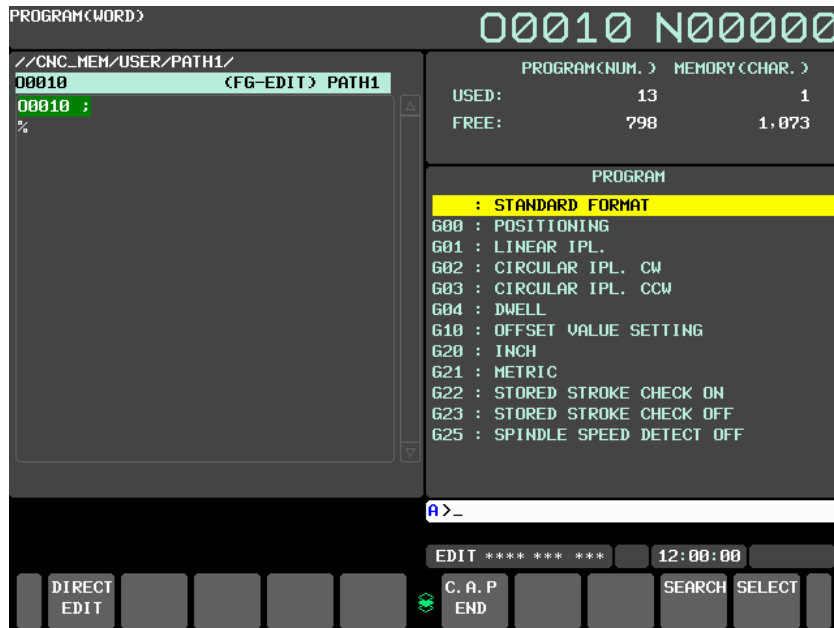 PROGRAM(WORD)
O0010 N00000
//CNC_MEM/USER/PATH1/
O0010 (FG-EDIT) PATH1
O0010 ;
%
PROGRAM(NUM.) MEMORY(CHAR.)
USED: 13 1
FREE: 798 1,073
PROGRAM
: STANDARD FORMAT
G00 : POSITIONING
G01 : LINEAR IPL.
G02 : CIRCULAR IPL. CW
G03 : CIRCULAR IPL. CCW
G04 : DWELL
G10 : OFFSET VALUE SETTING
G20 : INCH
G21 : METRIC
G22 : STORED STROKE CHECK ON
G23 : STORED STROKE CHECK OFF
G25 : SPINDLE SPEED DETECT OFF
A>_
EDIT **** *** *** 12:00:00
DIRECT EDIT
C.A.P END
SEARCH
SELECT